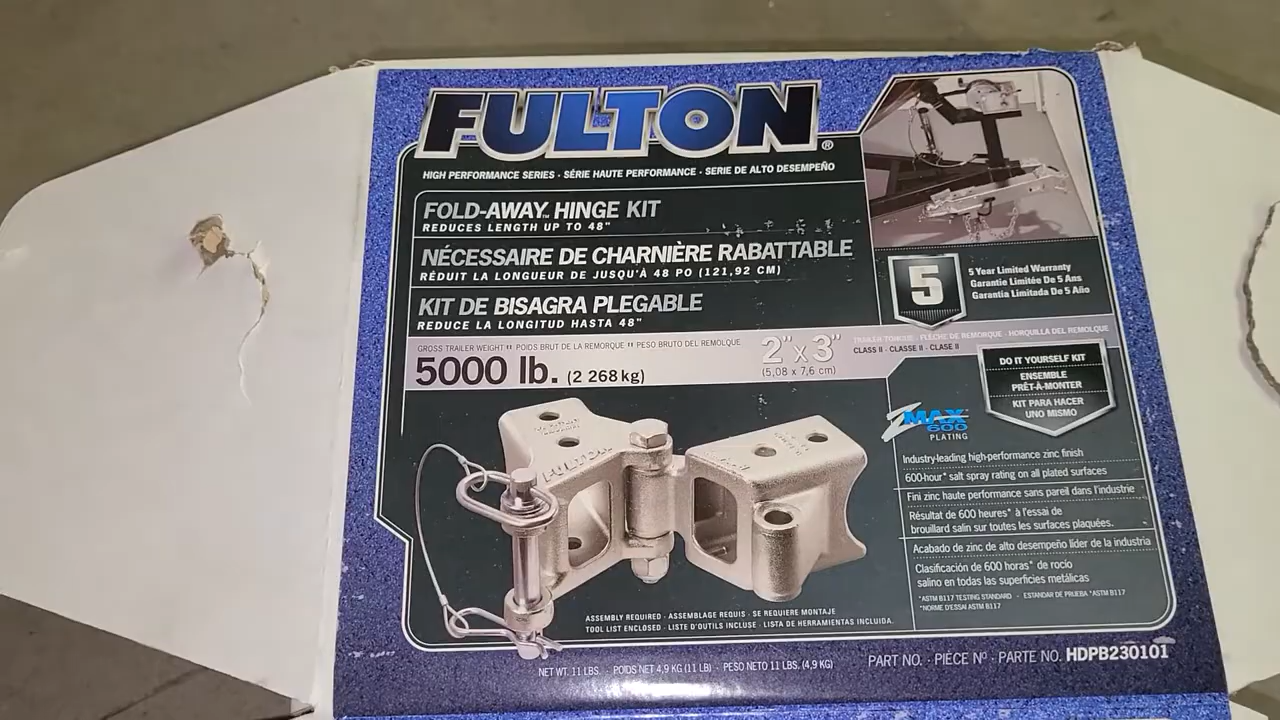 FULTON®
HIGH PERFORMANCE SERIES · SÉRIE HAUTE PERFORMANCE · SERIE DE ALTO DESEMPEÑO
FOLD-AWAY™ HINGE KIT
REDUCES LENGTH UP TO 48"
NÉCESSAIRE DE CHARNIÈRE RABATTABLE
RÉDUIT LA LONGUEUR DE JUSQU'À 48 PO (121,92 CM)
KIT DE BISAGRA PLEGABLE
REDUCE LA LONGITUD HASTA 48"
5
5 Year Limited Warranty
Garantie Limitée De 5 Ans
Garantía Limitada De 5 Año
GROSS TRAILER WEIGHT " POIDS BRUT DE LA REMORQUE " PESO BRUTO DEL REMOLQUE
5000 lb. (2 268 kg)
2" x 3"
(5,08 x 7,6 cm)
TRAILER TONGUE · FLÈCHE DE REMORQUE · HORQUILLA DEL REMOLQUE
CLASS II · CLASSE II · CLASE II
DO IT YOURSELF KIT
ENSEMBLE
PRÊT-À-MONTER
KIT PARA HACER
UNO MISMO
ZMAX®
600
PLATING
Industry-leading high-performance zinc finish
600-hour* salt spray rating on all plated surfaces
Fini zinc haute performance sans pareil dans l'industrie
Résultat de 600 heures* à l'essai de
brouillard salin sur toutes les surfaces plaquées.
Acabado de zinc de alto desempeño líder de la industria
Clasificación de 600 horas* de rocío
salino en todas las superficies metálicas
*ASTM B117 TESTING STANDARD · ESTANDAR DE PRUEBA *ASTM B117
*NORME D'ESSAI ASTM B117
FULTON
ASSEMBLY REQUIRED · ASSEMBLAGE REQUIS · SE REQUIERE MONTAJE
TOOL LIST ENCLOSED · LISTE D'OUTILS INCLUSE · LISTA DE HERRAMIENTAS INCLUIDA.
NET WT. 11 LBS. · POIDS NET 4,9 KG (11 LB) · PESO NETO 11 LBS. (4,9 KG)
PART NO. · PIÈCE Nº · PARTE NO. HDPB230101